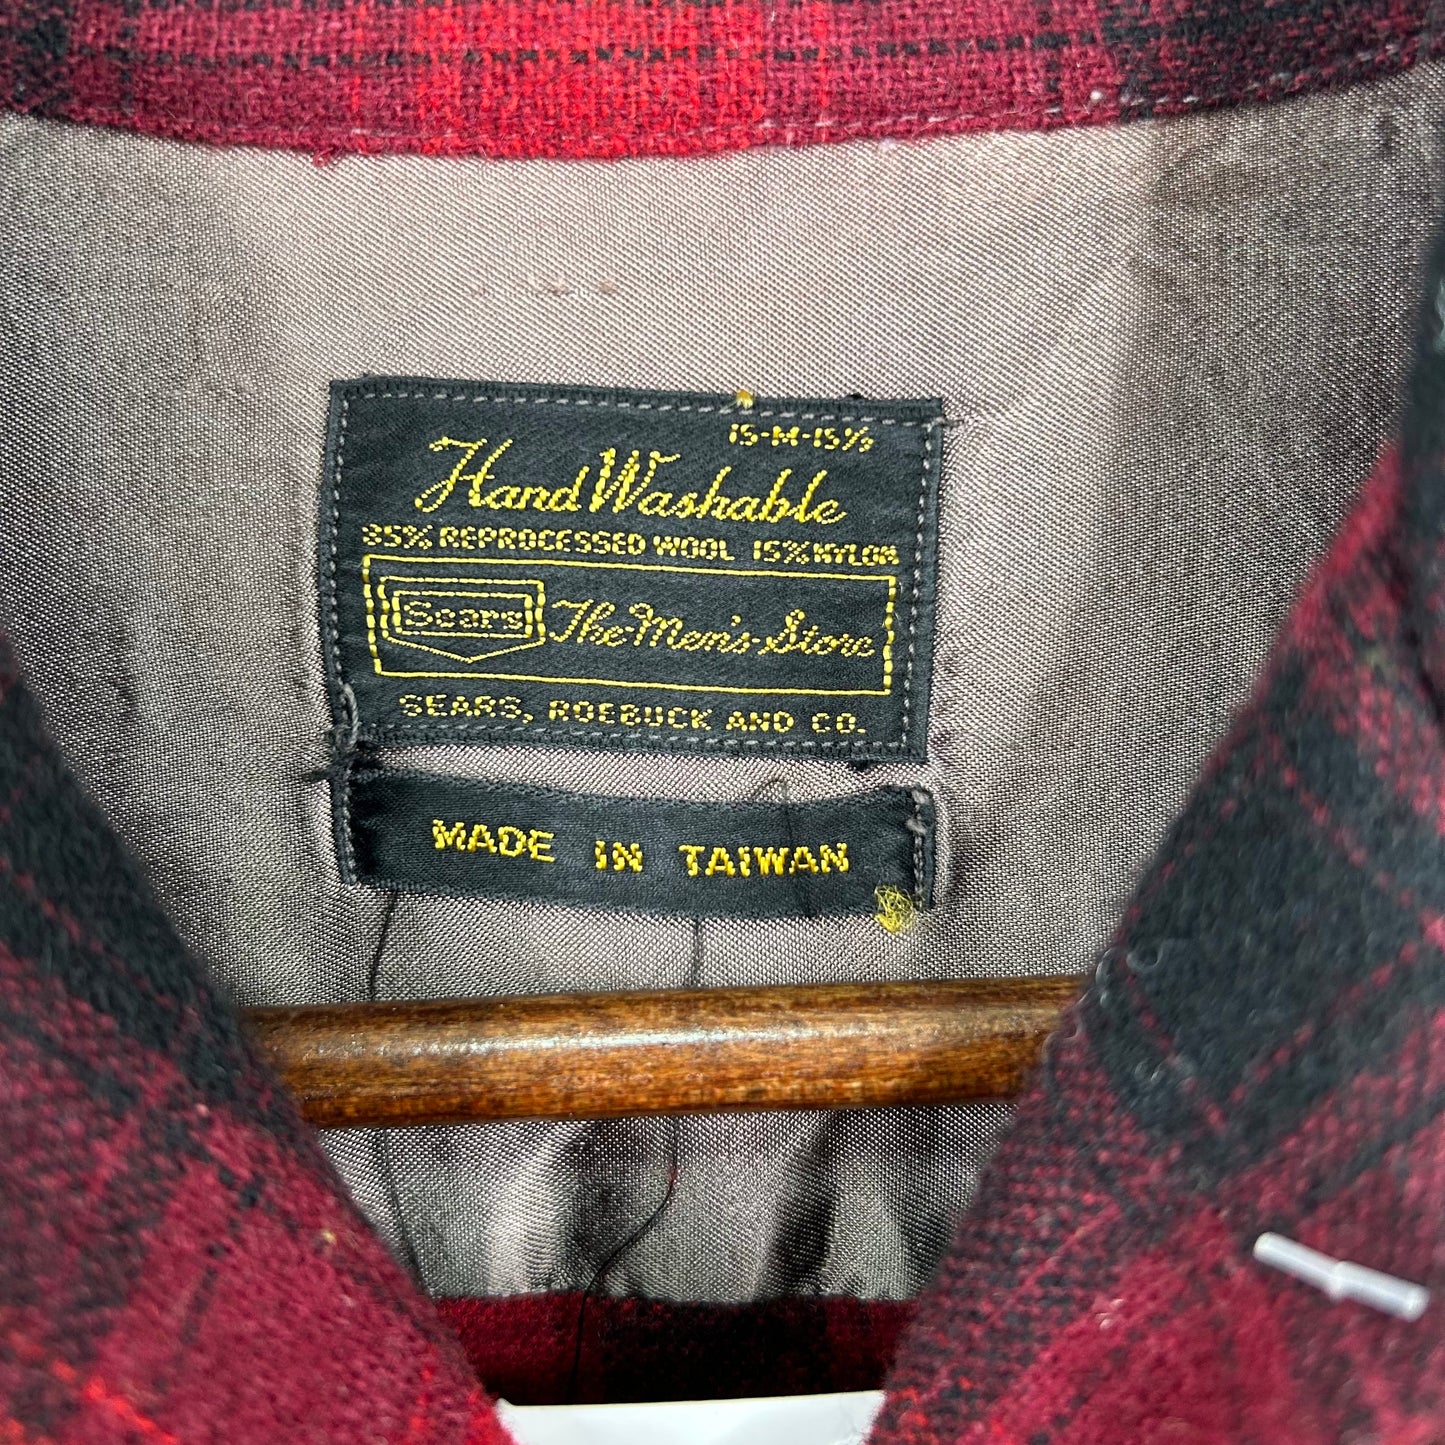 15-M-15½
Hand Washable
85% REPROCESSED WOOL 15% NYLON
Sears The Men's Store
SEARS, ROEBUCK AND CO.
MADE IN TAIWAN